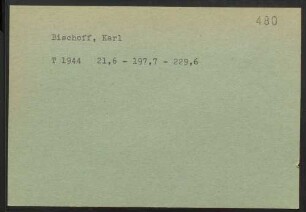 480
Bischoff, Karl
T 1944 21,6 - 197,7 - 229,6